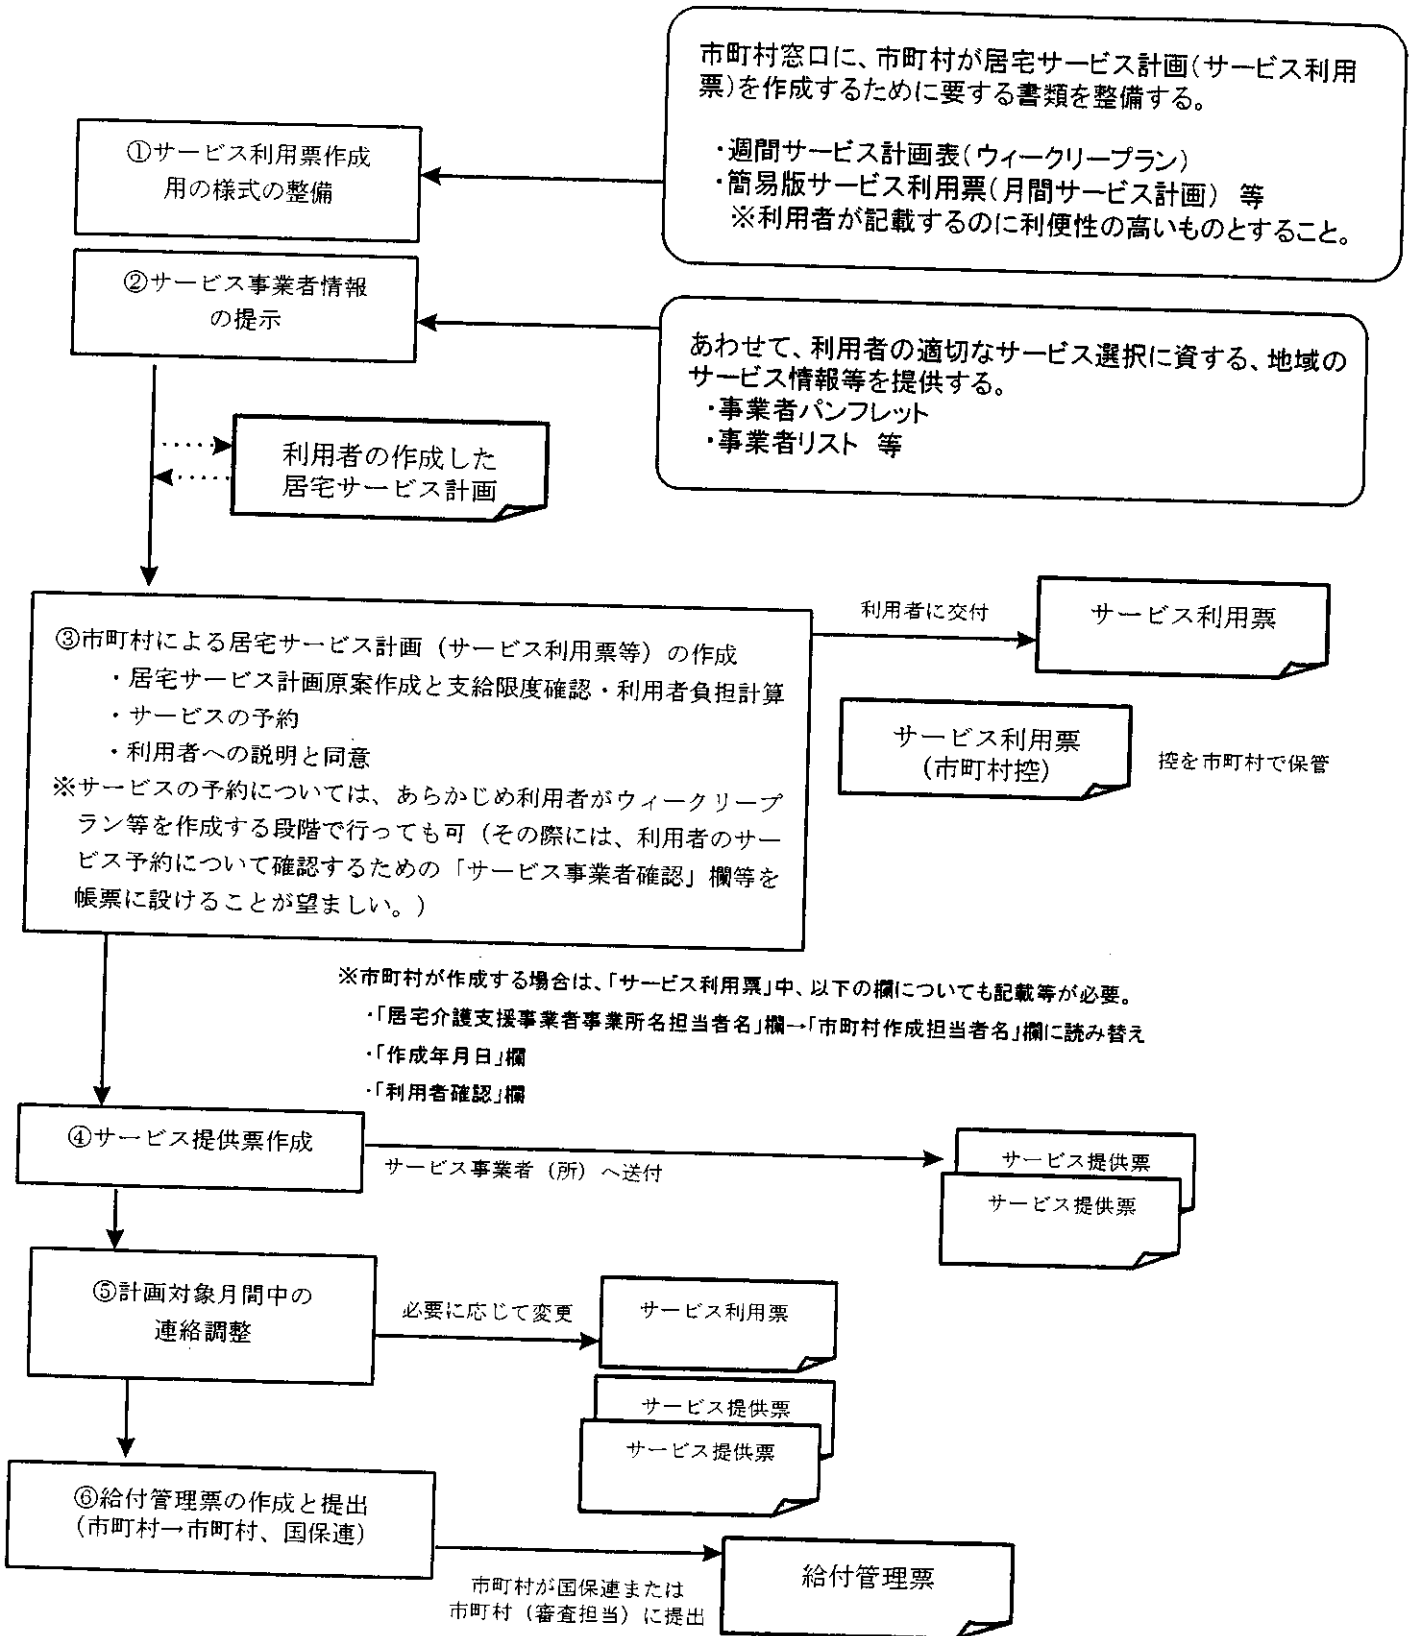 市町村窓口に、市町村が居宅サービス計画(サービス利用
票)を作成するために要する書類を整備する。
・週間サービス計画表(ウィークリープラン)
・簡易版サービス利用票(月間サービス計画) 等
※利用者が記載するのに利便性の高いものとすること。
①サービス利用票作成
用の様式の整備
②サービス事業者情報
の提示
あわせて、利用者の適切なサービス選択に資する、地域の
サービス情報等を提供する。
・事業者パンフレット
・事業者リスト 等
利用者の作成した
居宅サービス計画
③市町村による居宅サービス計画（サービス利用票等）の作成
・居宅サービス計画原案作成と支給限度確認・利用者負担計算
・サービスの予約
・利用者への説明と同意
※サービスの予約については、あらかじめ利用者がウィークリープ
ラン等を作成する段階で行っても可（その際には、利用者のサー
ビス予約について確認するための「サービス事業者確認」欄等を
帳票に設けることが望ましい。）
利用者に交付
サービス利用票
サービス利用票
(市町村控)
控を市町村で保管
※市町村が作成する場合は、「サービス利用票」中、以下の欄についても記載等が必要。
・「居宅介護支援事業者事業所名担当者名」欄→「市町村作成担当者名」欄に読み替え
・「作成年月日」欄
・「利用者確認」欄
④サービス提供票作成
サービス事業者（所）へ送付
サービス提供票
サービス提供票
⑤計画対象月間中の
連絡調整
必要に応じて変更
サービス利用票
サービス提供票
サービス提供票
⑥給付管理票の作成と提出
(市町村→市町村、国保連)
市町村が国保連または
市町村（審査担当）に提出
給付管理票